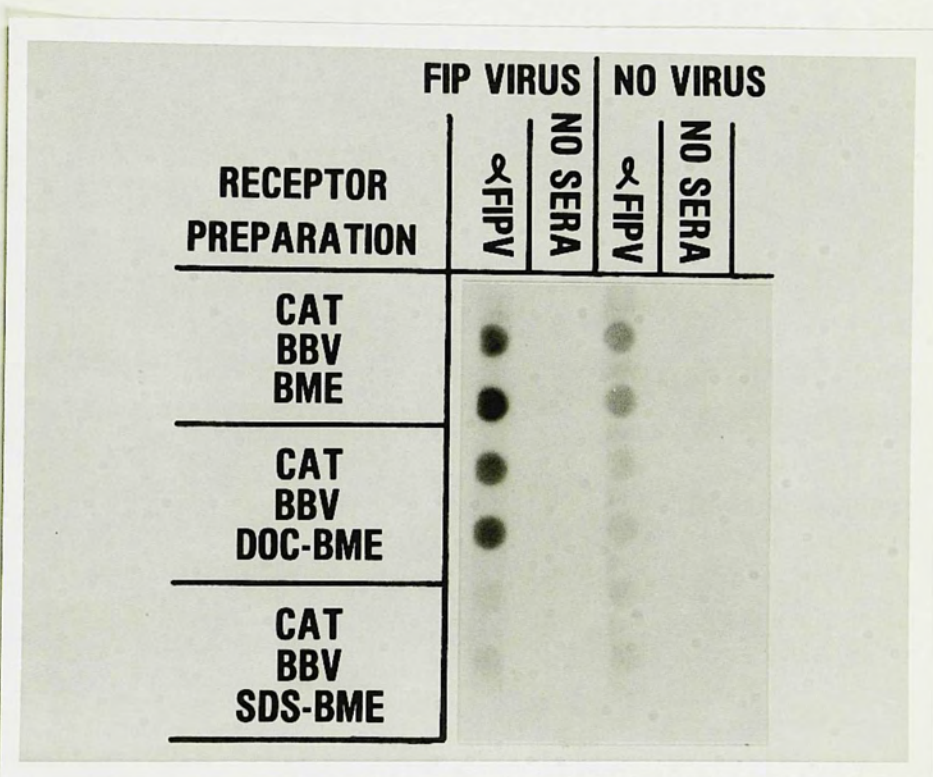 FIP VIRUS NO VIRUS
αFIPV NO SERA αFIPV NO SERA
RECEPTOR
PREPARATION
CAT
BBV
BME
CAT
BBV
DOC-BME
CAT
BBV
SDS-BME